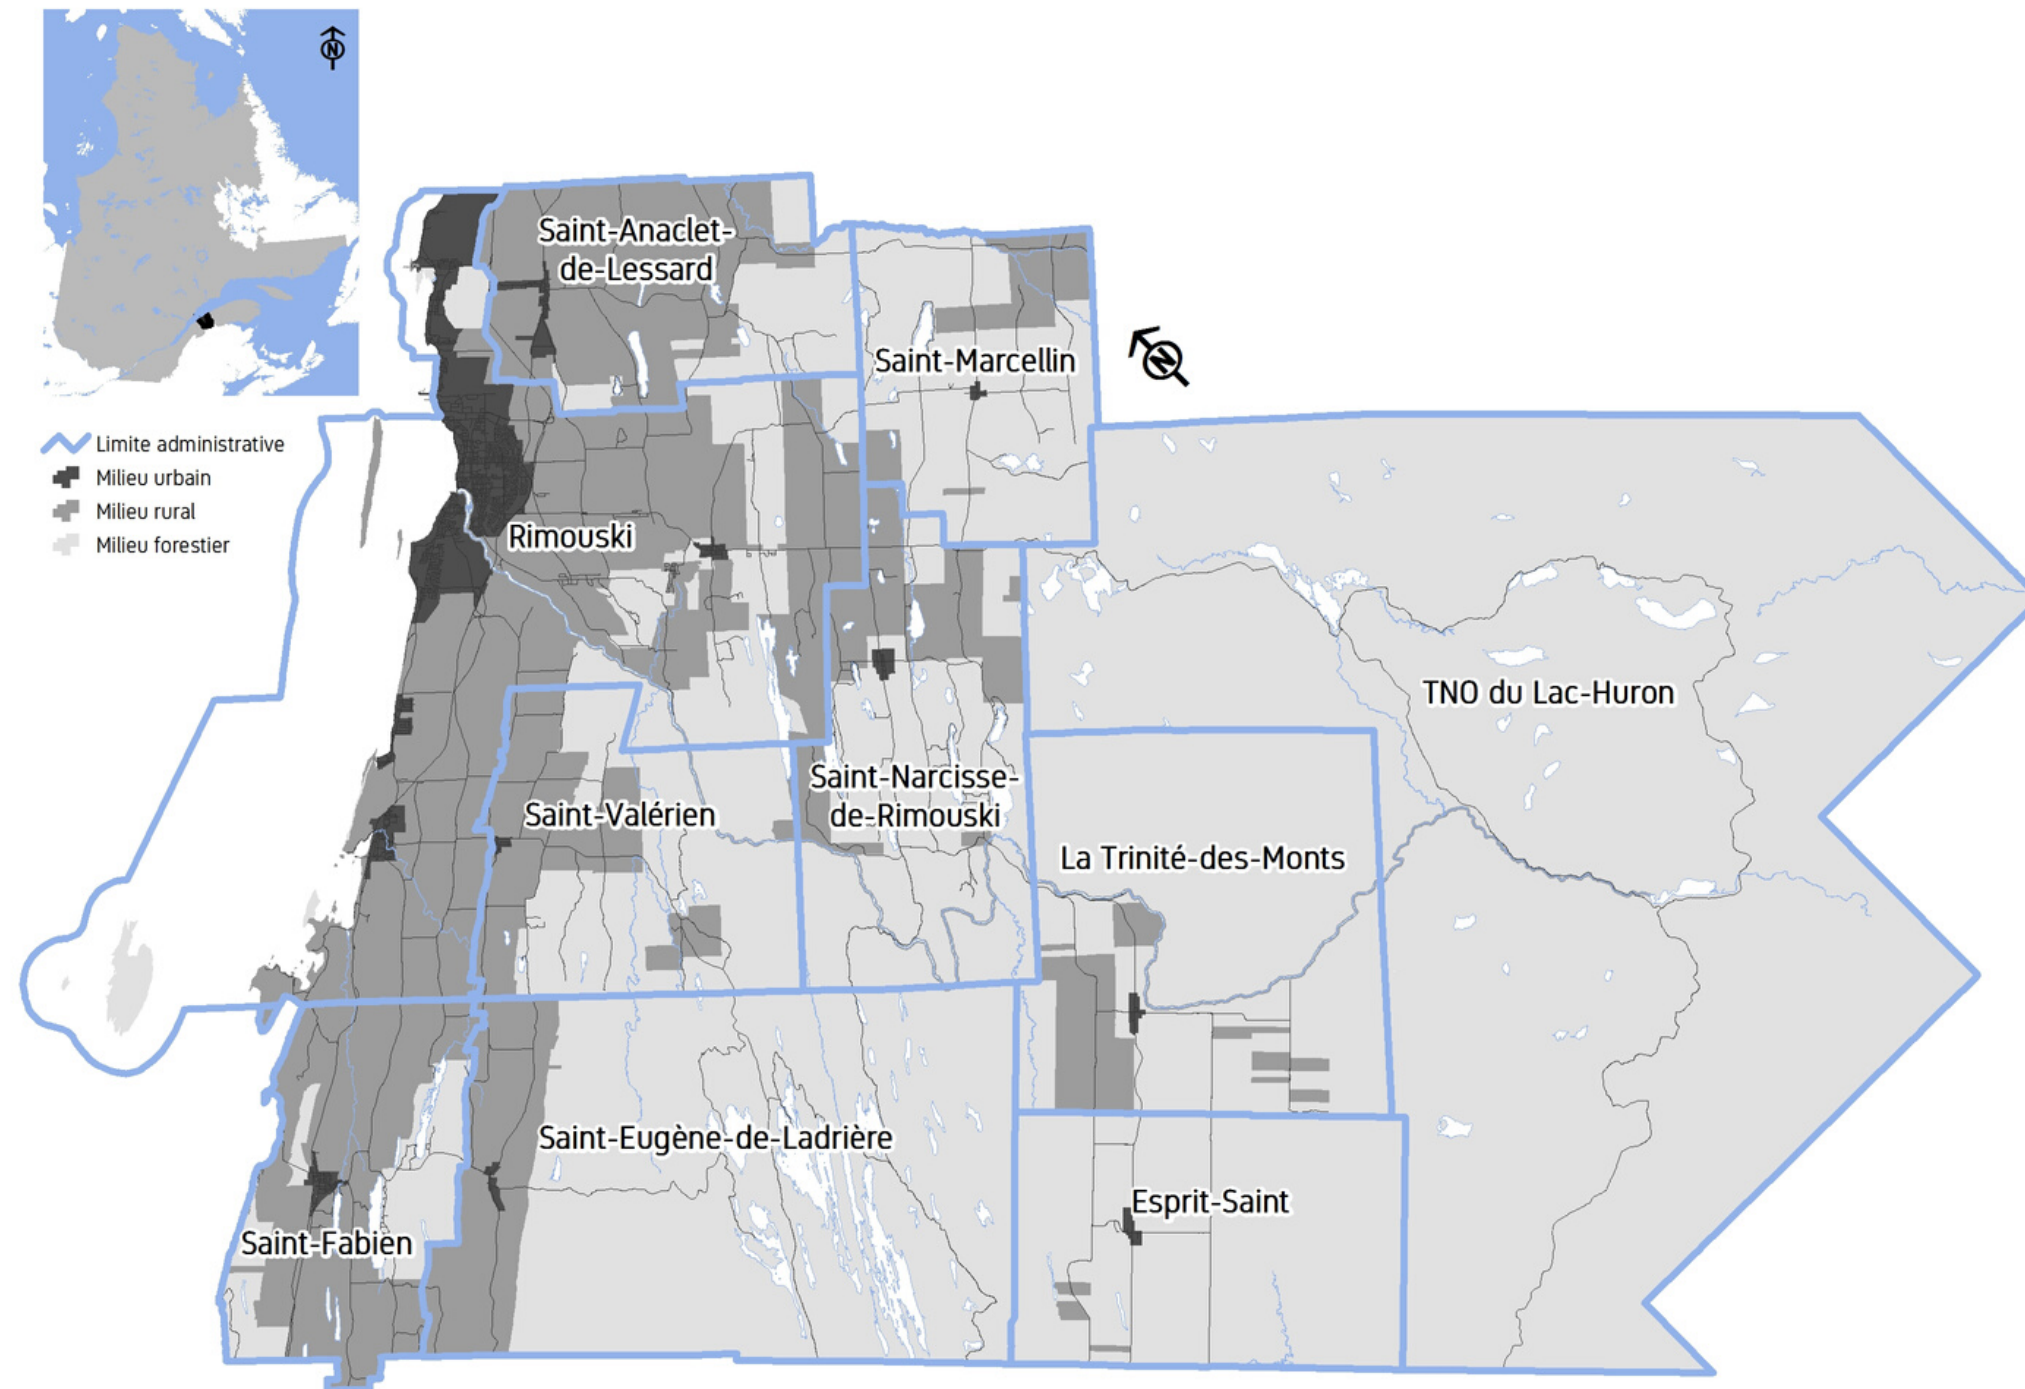 N
Limite administrative
Milieu urbain
Milieu rural
Milieu forestier
Saint-Anaclet-
de-Lessard
Saint-Marcellin
N
Rimouski
TNO du Lac-Huron
Saint-Valérien
Saint-Narcisse-
de-Rimouski
La Trinité-des-Monts
Saint-Eugène-de-Ladrière
Esprit-Saint
Saint-Fabien